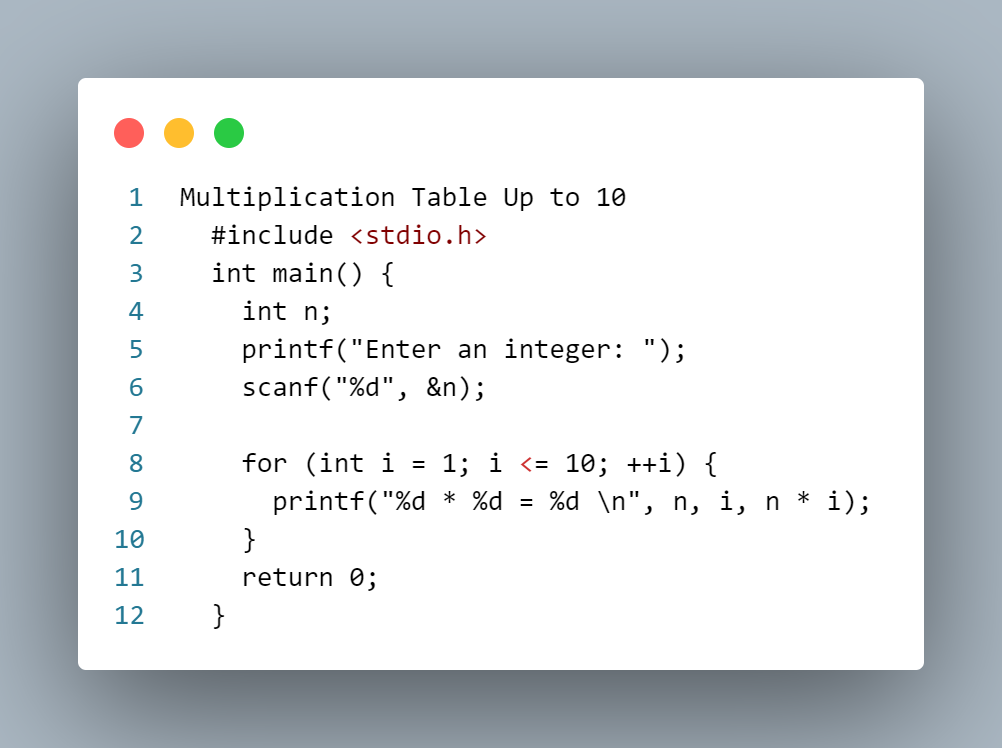 1 Multiplication Table Up to 10
2   #include <stdio.h>
3   int main() {
4     int n;
5     printf("Enter an integer: ");
6     scanf("%d", &n);
7
8     for (int i = 1; i <= 10; ++i) {
9       printf("%d * %d = %d \n", n, i, n * i);
10     }
11     return 0;
12   }